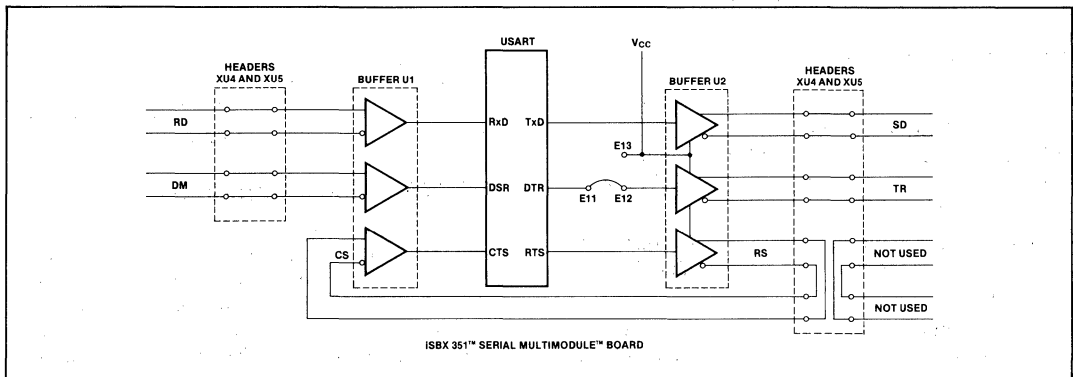 USART
VCC
HEADERS
XU4 AND XU5
BUFFER U1
BUFFER U2
HEADERS
XU4 AND XU5
RD
RxD
TxD
SD
E13
DM
DSR
DTR
E11
E12
TR
CS
CTS
RTS
RS
NOT USED
NOT USED
iSBX 351™ SERIAL MULTIMODULE™ BOARD